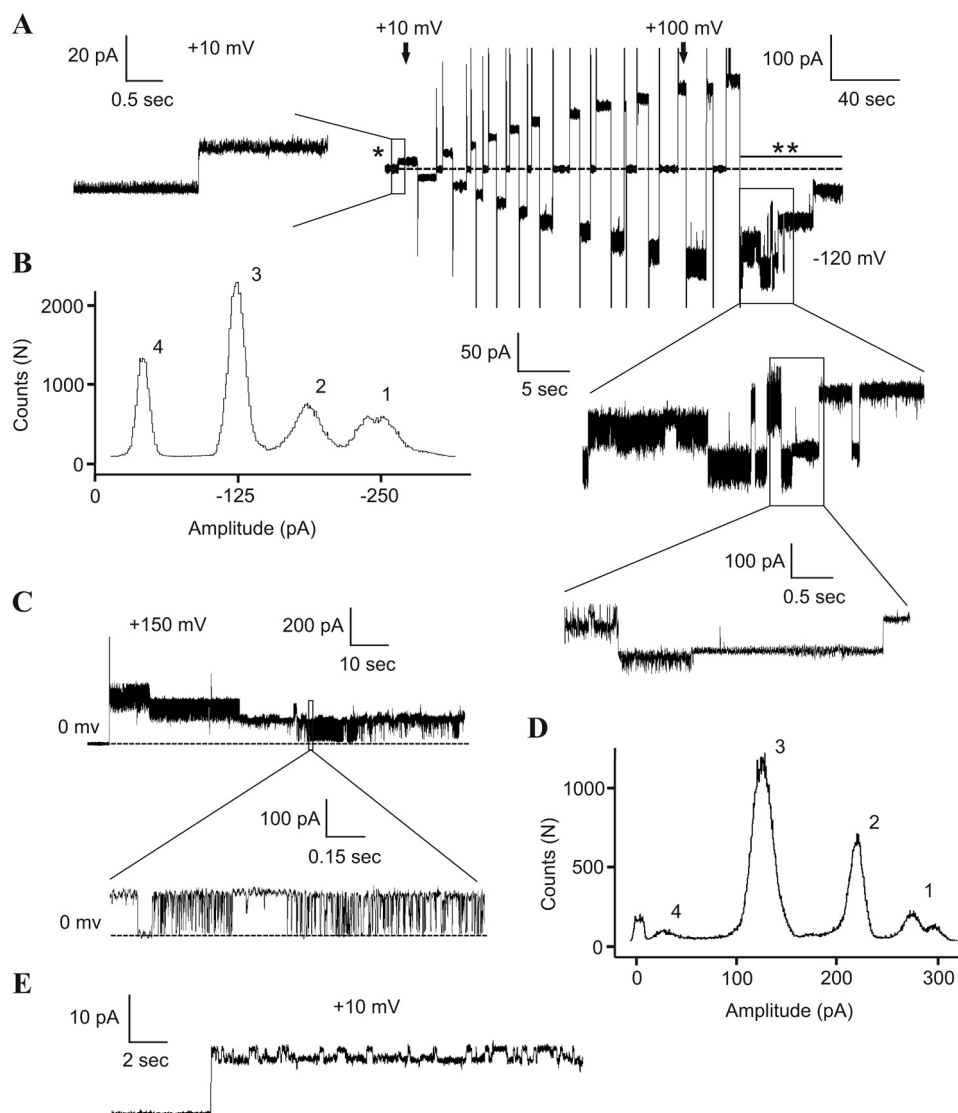 A
20 pA
0.5 sec
+10 mV
+10 mV
+100 mV
100 pA
40 sec
*
**
-120 mV
B
Counts (N)
2000
1000
0
4
3
2
1
0
-125
-250
Amplitude (pA)
50 pA
5 sec
100 pA
0.5 sec
C
+150 mV
200 pA
10 sec
0 mv
100 pA
0.15 sec
0 mv
D
Counts (N)
1000
500
0
4
3
2
1
0
100
200
300
Amplitude (pA)
E
10 pA
2 sec
+10 mV